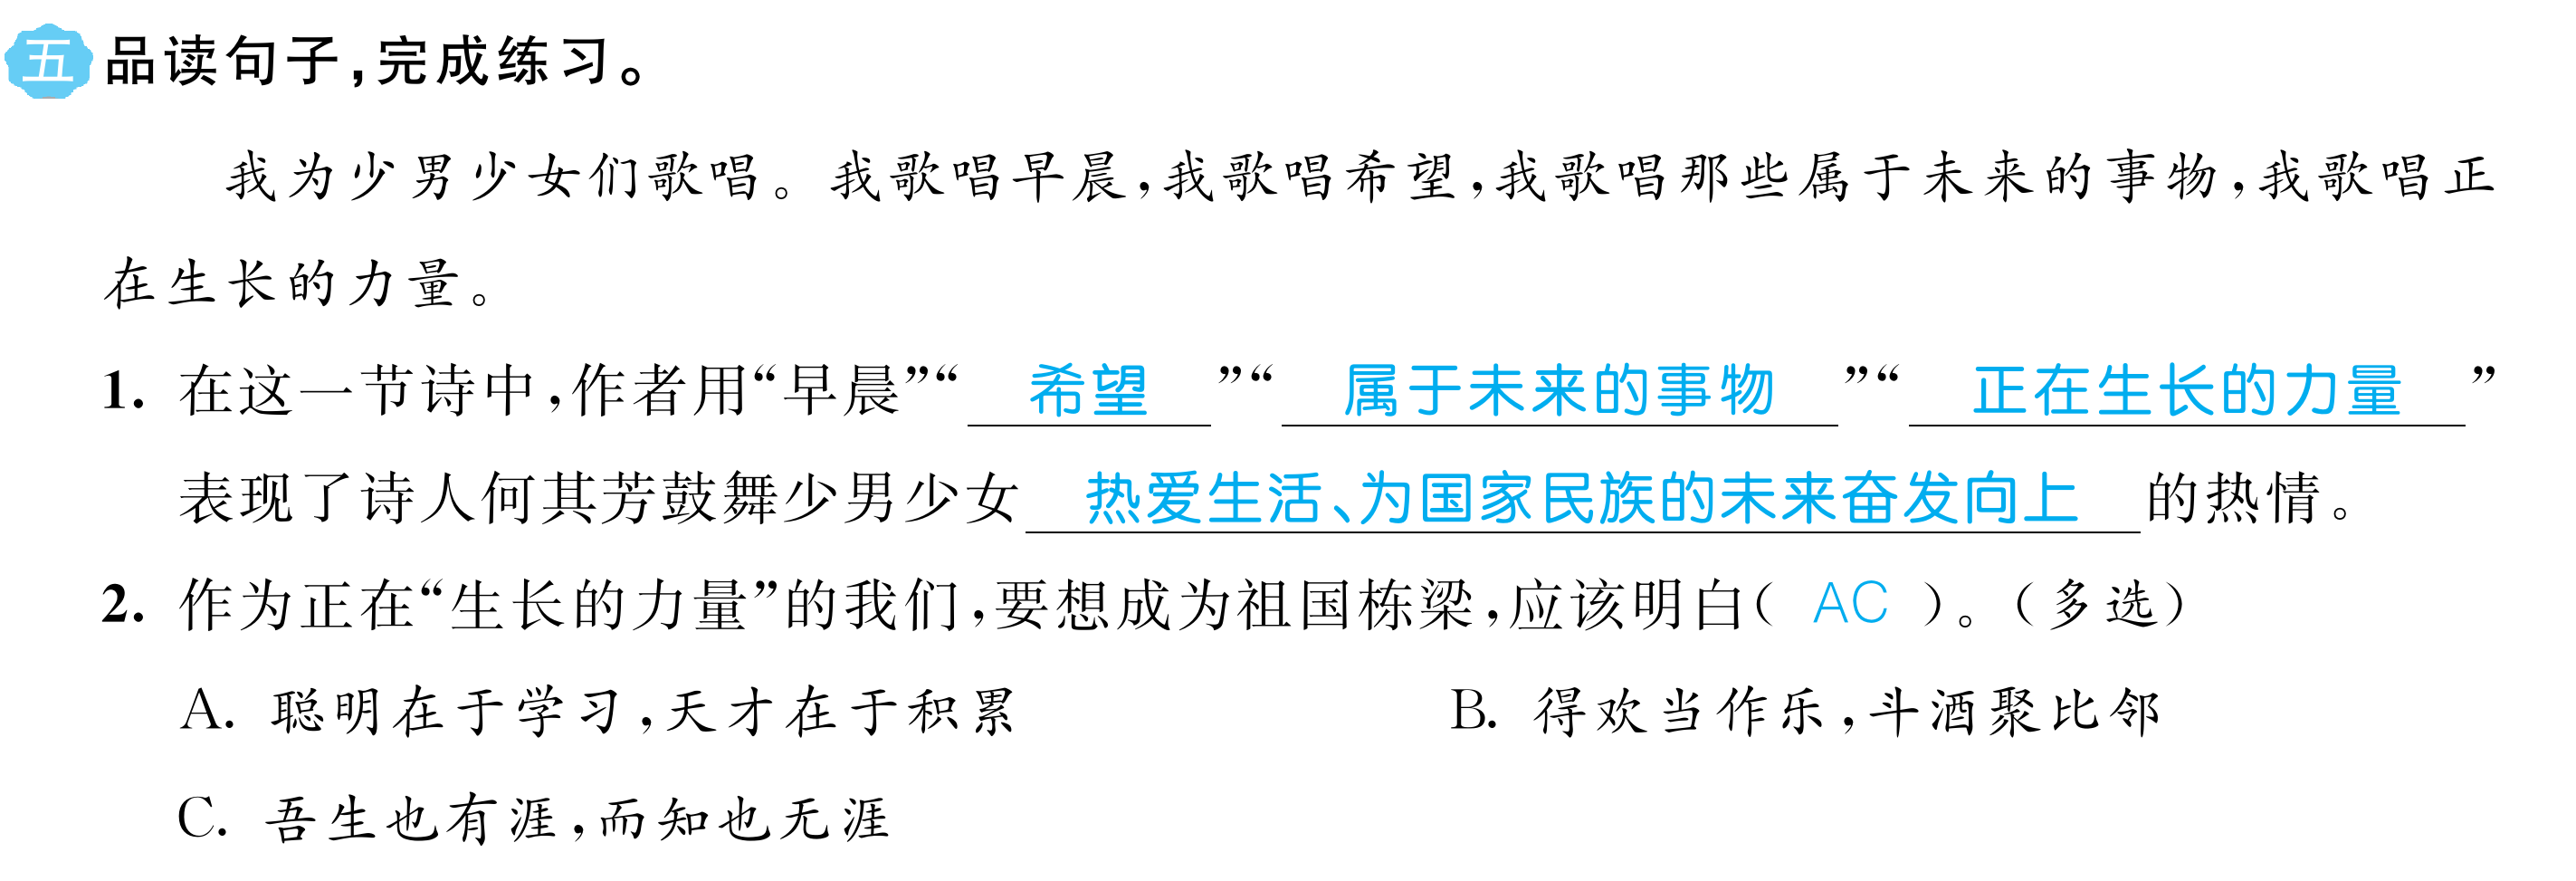 五 品读句子,完成练习。
我为少男少女们歌唱。我歌唱早晨,我歌唱希望,我歌唱那些属于未来的事物,我歌唱正
在生长的力量。
1. 在这一节诗中,作者用“早晨”“ 希望 ”“ 属于未来的事物 ”“ 正在生长的力量 ”
表现了诗人何其芳鼓舞少男少女 热爱生活、为国家民族的未来奋发向上 的热情。
2. 作为正在“生长的力量”的我们,要想成为祖国栋梁,应该明白( AC )。(多选)
A. 聪明在于学习,天才在于积累 B. 得欢当作乐,斗酒聚比邻
C. 吾生也有涯,而知也无涯